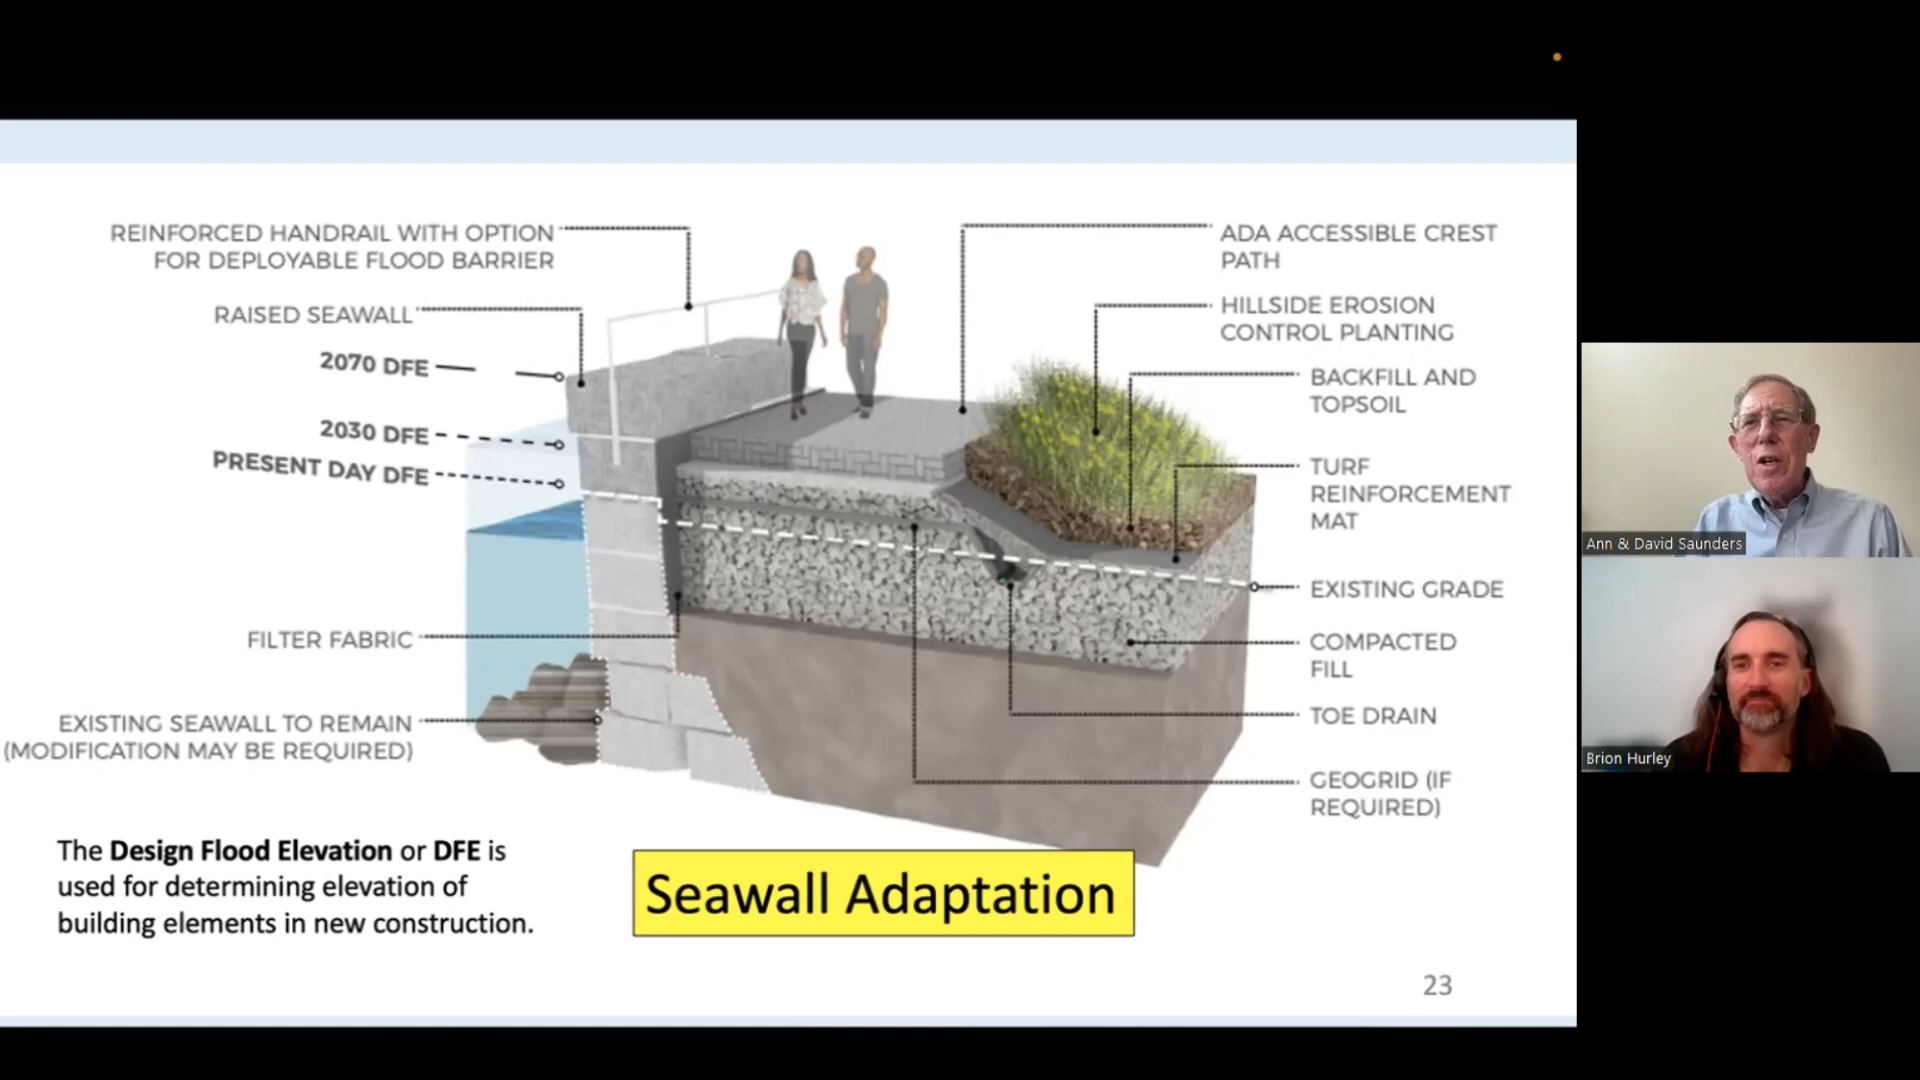 REINFORCED HANDRAIL WITH OPTION
FOR DEPLOYABLE FLOOD BARRIER
RAISED SEAWALL
2070 DFE
2030 DFE
PRESENT DAY DFE
FILTER FABRIC
EXISTING SEAWALL TO REMAIN
(MODIFICATION MAY BE REQUIRED)
ADA ACCESSIBLE CREST
PATH
HILLSIDE EROSION
CONTROL PLANTING
BACKFILL AND
TOPSOIL
TURF
REINFORCEMENT
MAT
EXISTING GRADE
COMPACTED
FILL
TOE DRAIN
GEOGRID (IF
REQUIRED)
The Design Flood Elevation or DFE is
used for determining elevation of
building elements in new construction.
Seawall Adaptation
23
Ann & David Saunders
Brion Hurley